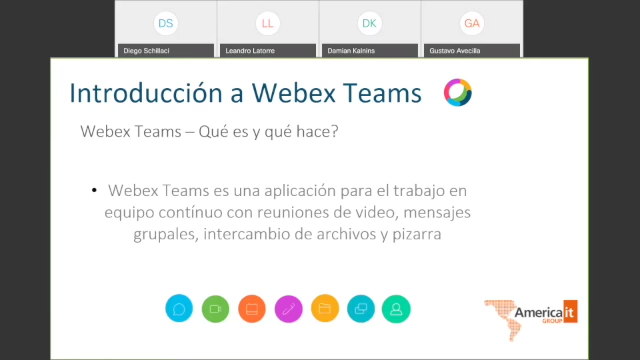 DS
LL
DK
GA
Diego Schillaci
Leandro Latorre
Damian Kalnins
Gustavo Avecilla
Introducción a Webex Teams
Webex Teams – Qué es y qué hace?
• Webex Teams es una aplicación para el trabajo en
equipo contínuo con reuniones de video, mensajes
grupales, intercambio de archivos y pizarra
America it
GROUP